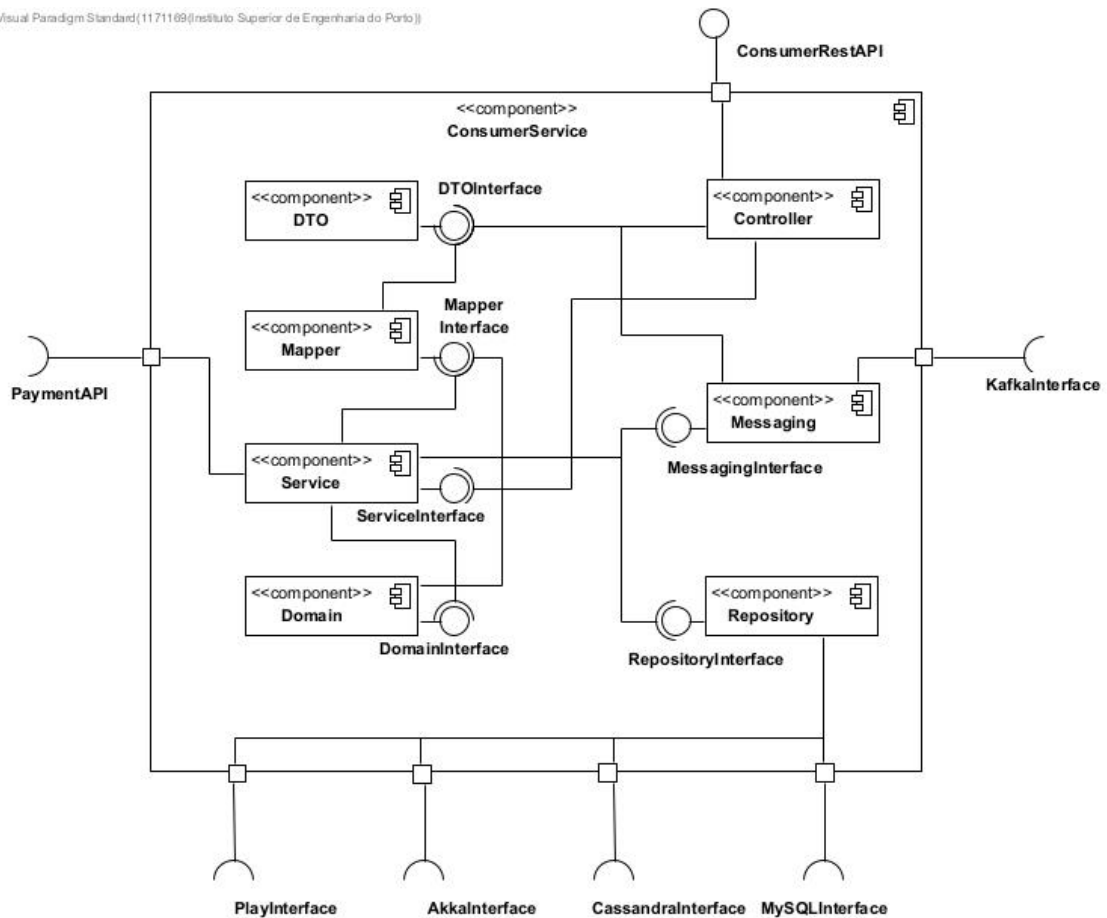 Visual Paradigm Standard(1171169(Instituto Superior de Engenharia do Porto))
ConsumerRestAPI
<<component>>
ConsumerService
<<component>>
DTO
DTOInterface
<<component>>
Controller
<<component>>
Mapper
Mapper
Interface
PaymentAPI
KafkaInterface
<<component>>
Messaging
MessagingInterface
<<component>>
Service
ServiceInterface
<<component>>
Domain
DomainInterface
<<component>>
Repository
RepositoryInterface
PlayInterface
AkkaInterface
CassandraInterface
MySQLInterface